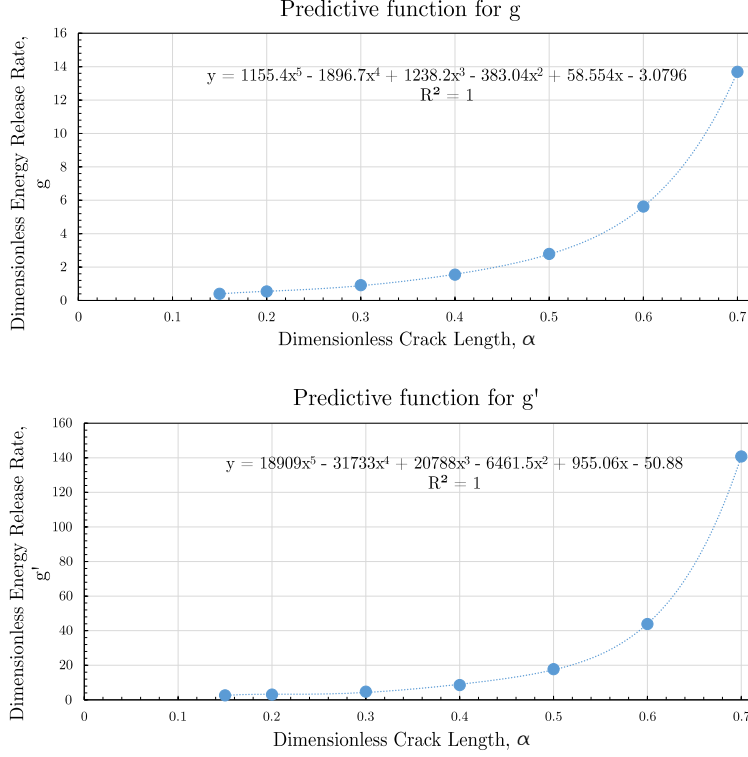 Predictive function for g
Dimensionless Energy Release Rate,
g
16
14
12
10
8
6
4
2
0
y = 1155.4x⁵ - 1896.7x⁴ + 1238.2x³ - 383.04x² + 58.554x - 3.0796
R² = 1
0 0.1 0.2 0.3 0.4 0.5 0.6 0.7
Dimensionless Crack Length, α
Predictive function for g'
Dimensionless Energy Release Rate,
g'
160
140
120
100
80
60
40
20
0
y = 18909x⁵ - 31733x⁴ + 20788x³ - 6461.5x² + 955.06x - 50.88
R² = 1
0 0.1 0.2 0.3 0.4 0.5 0.6 0.7
Dimensionless Crack Length, α